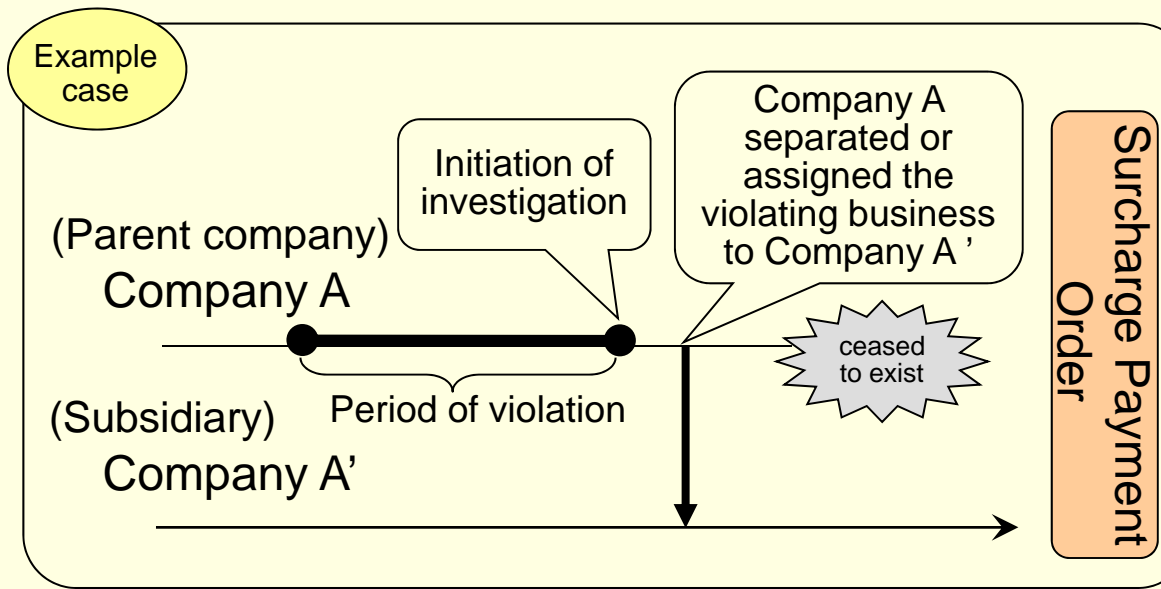 Example
case
Initiation of
investigation
Company A
separated or
assigned the
violating business
to Company A ’
(Parent company)
Company A
ceased
to exist
Period of violation
(Subsidiary)
Company A’
Surcharge Payment
Order